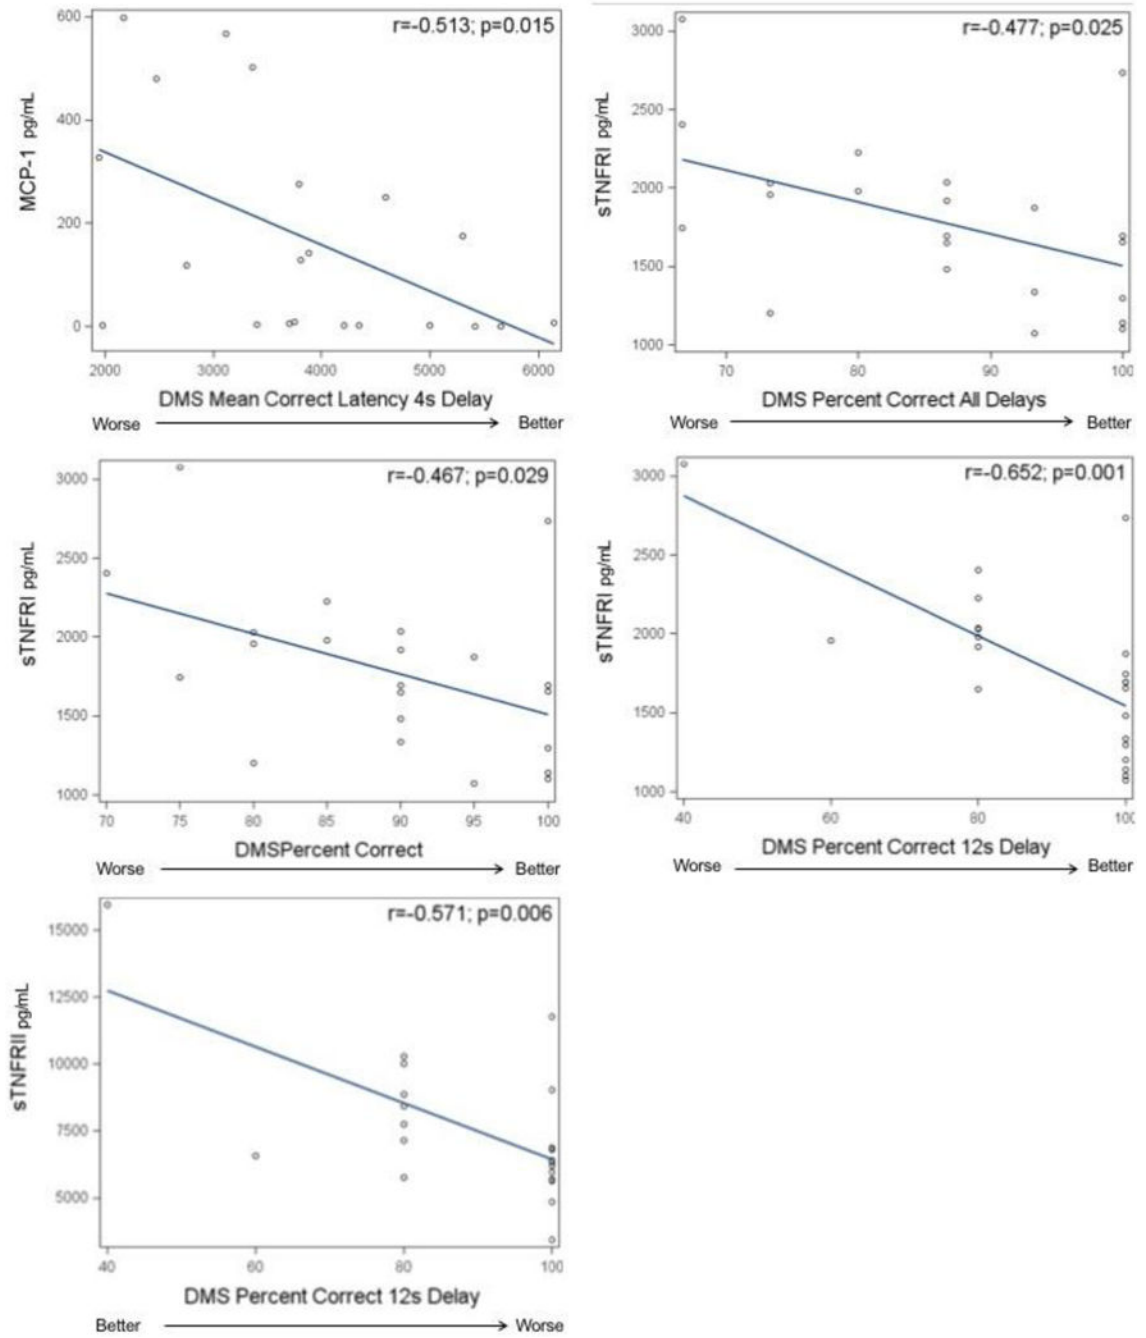 r=-0.513; p=0.015
MCP-1 pg/mL
600
400
200
0
2000 3000 4000 5000 6000
DMS Mean Correct Latency 4s Delay
Worse Better
r=-0.477; p=0.025
sTNFRI pg/mL
3000
2500
2000
1500
1000
70 80 90 100
DMS Percent Correct All Delays
Worse Better
r=-0.467; p=0.029
sTNFRI pg/mL
3000
2500
2000
1500
1000
70 75 80 85 90 95 100
DMSPercent Correct
Worse Better
r=-0.652; p=0.001
sTNFRI pg/mL
3000
2500
2000
1500
1000
40 60 80 100
DMS Percent Correct 12s Delay
Worse Better
r=-0.571; p=0.006
sTNFRII pg/mL
15000
12500
10000
7500
5000
40 60 80 100
DMS Percent Correct 12s Delay
Better Worse